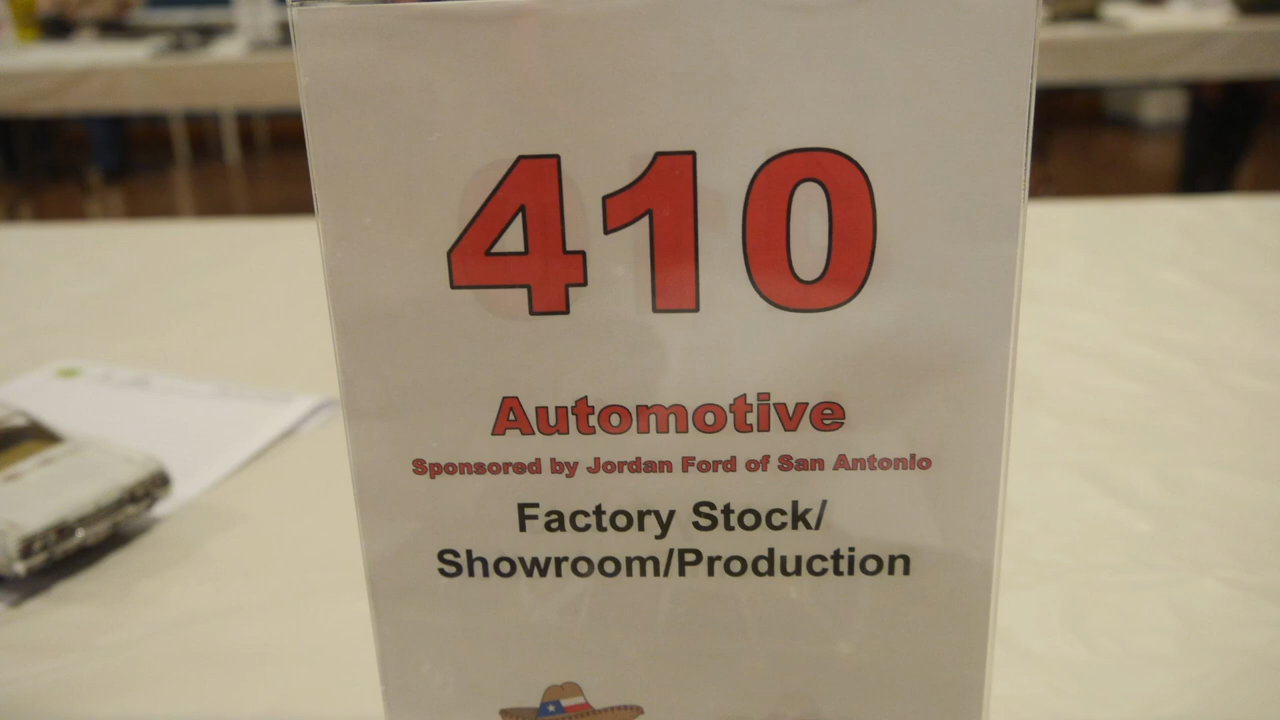 410
Automotive
Sponsored by Jordan Ford of San Antonio
Factory Stock/
Showroom/Production